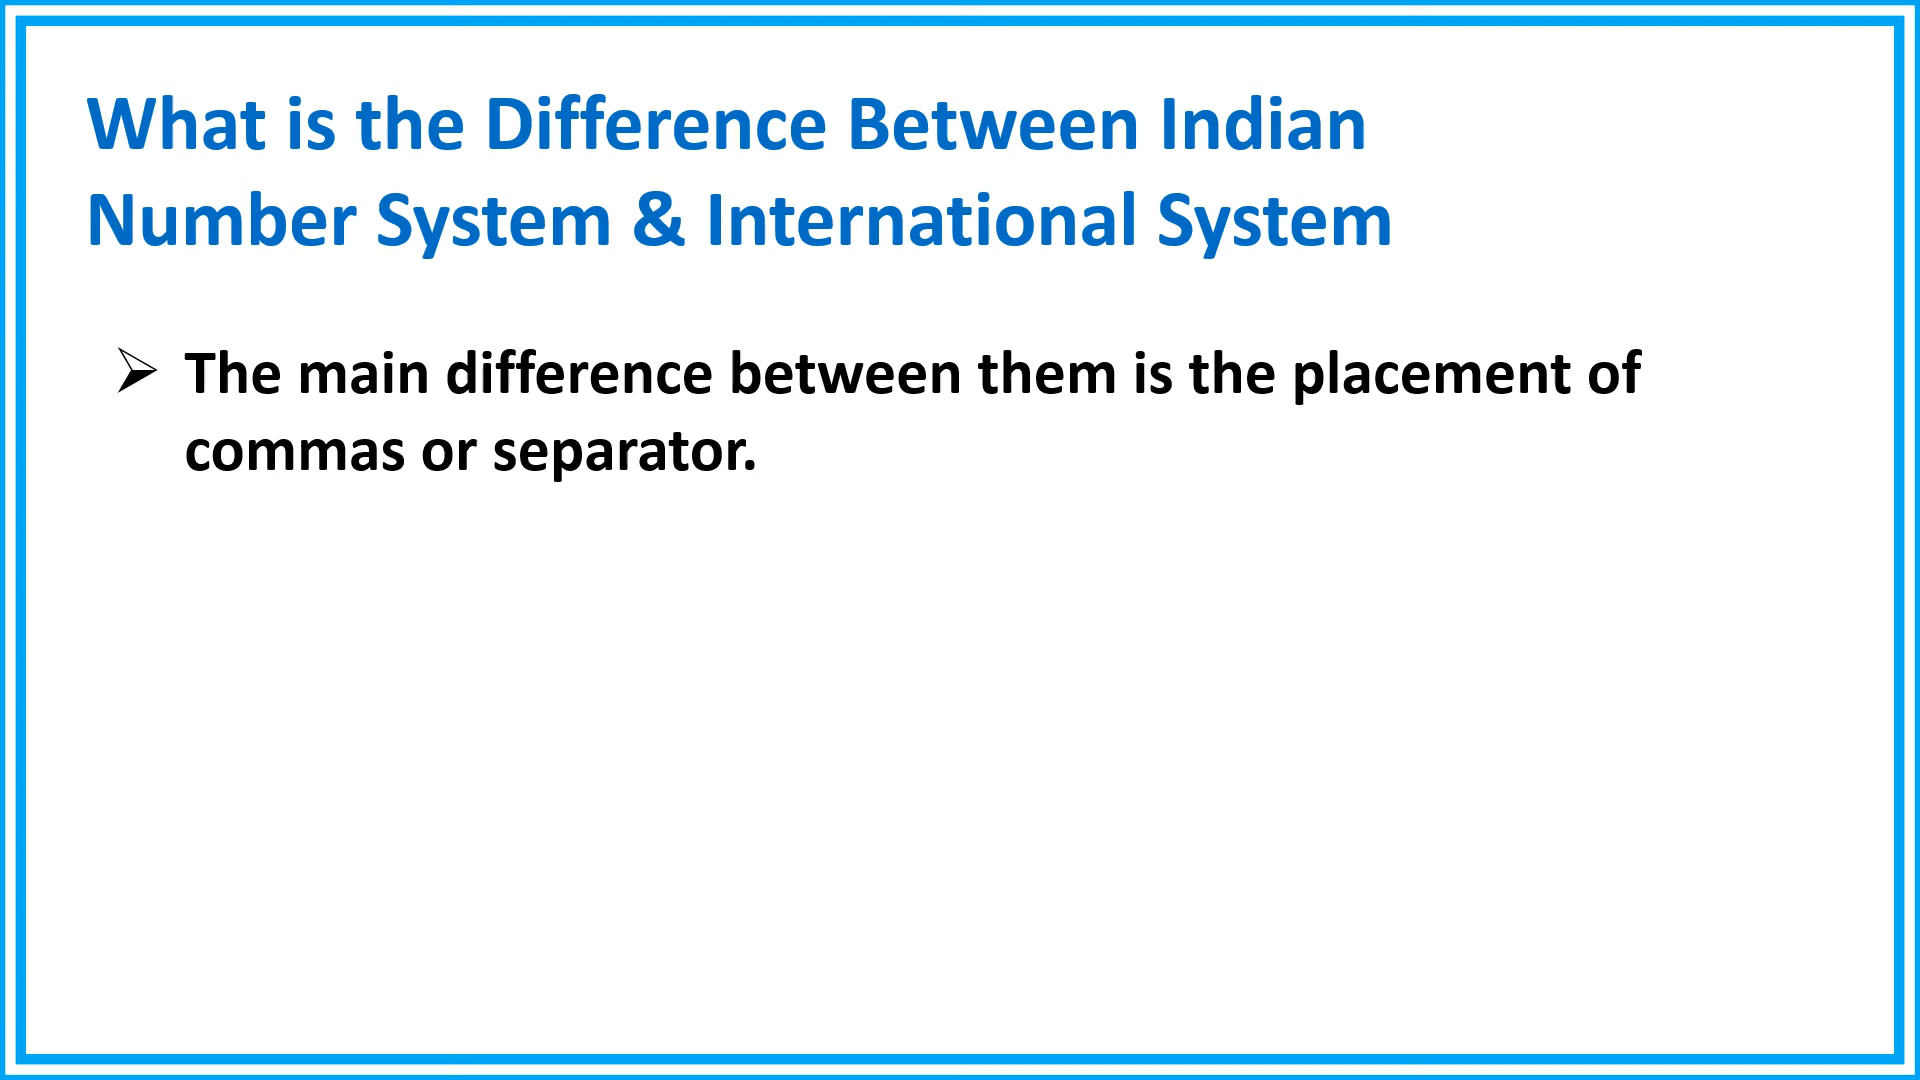 What is the Difference Between Indian
Number System & International System
➢ The main difference between them is the placement of
commas or separator.